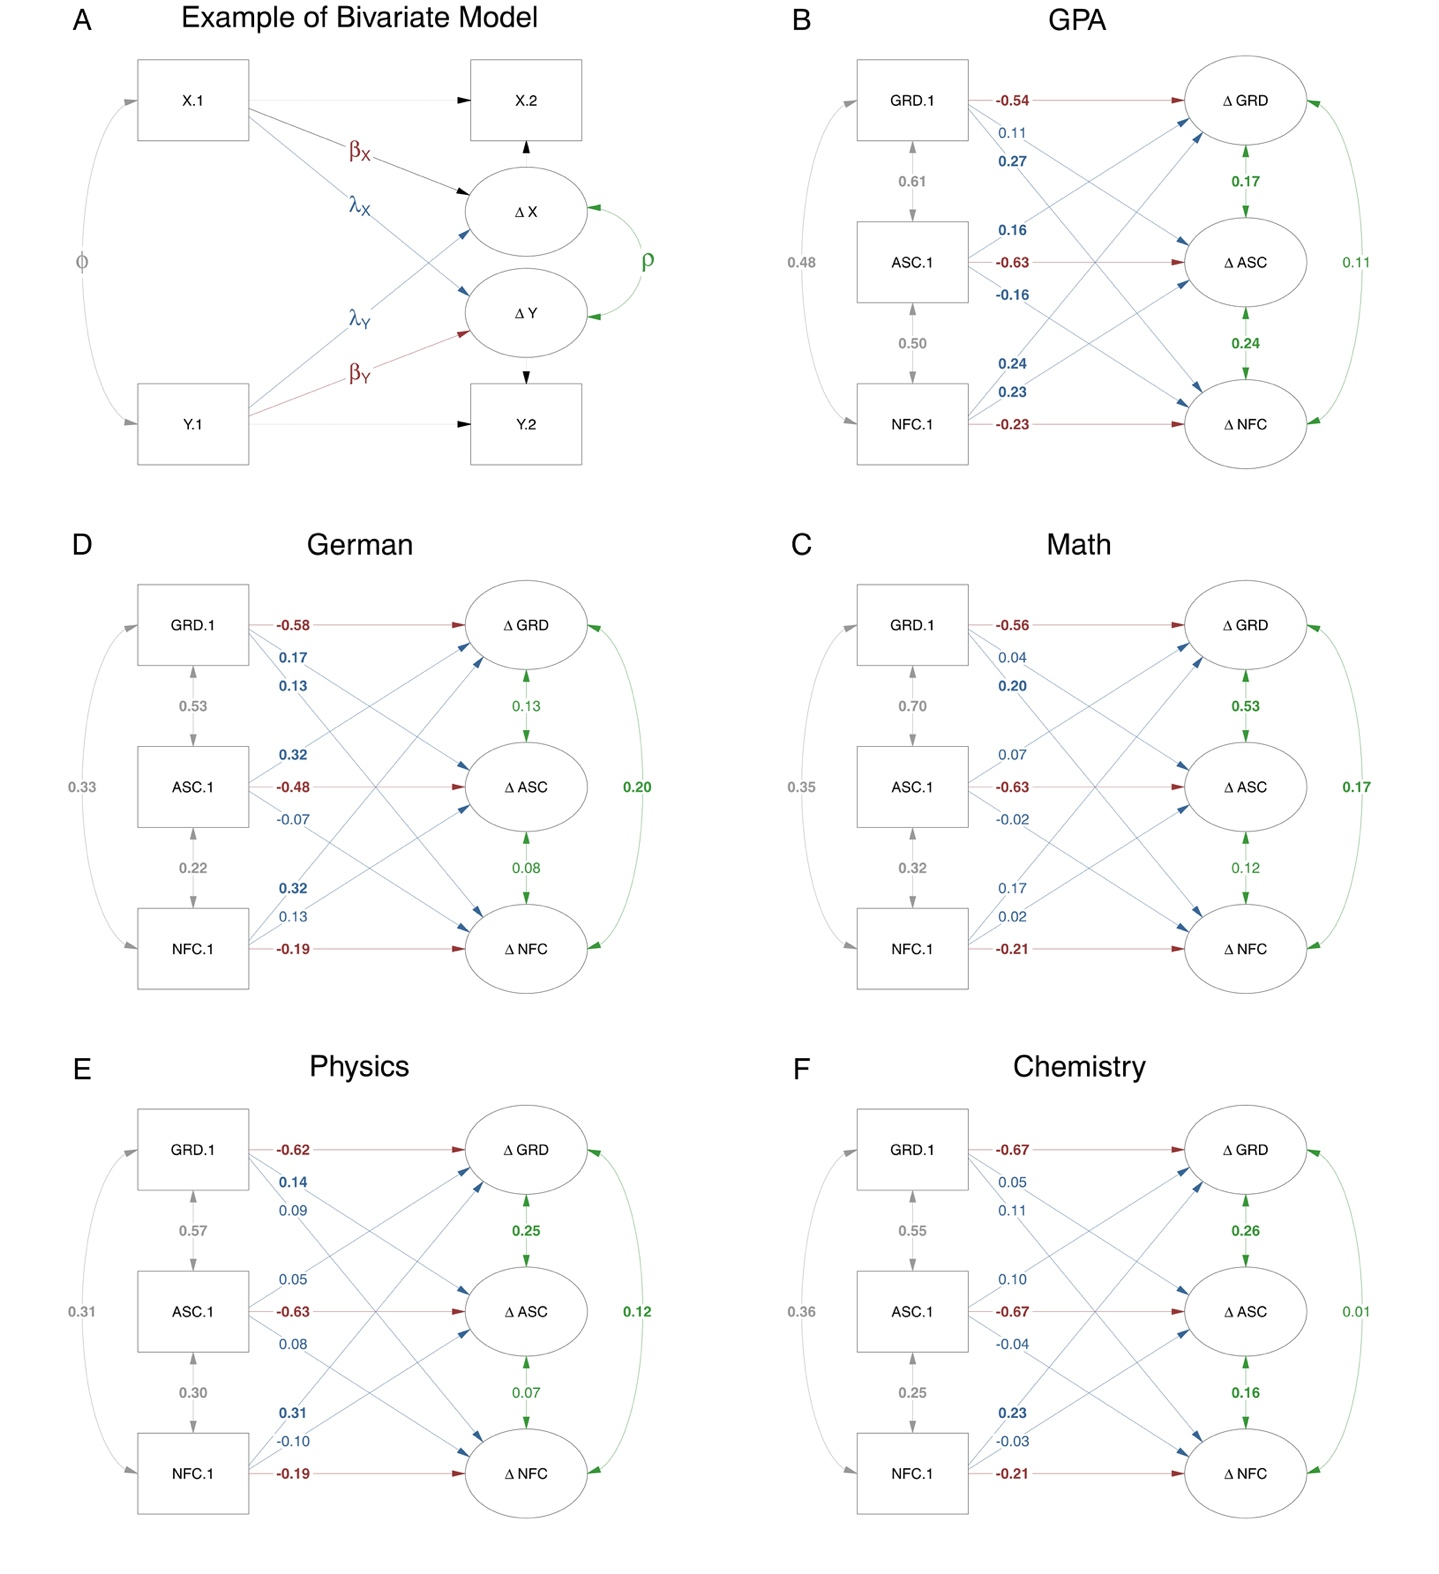 A
Example of Bivariate Model
X.1
X.2
βX
λX
Δ X
ϕ
ρ
λY
Δ Y
βY
Y.1
Y.2
B
GPA
GRD.1
-0.54
Δ GRD
0.11
0.27
0.61
0.17
0.16
0.48
ASC.1
-0.63
Δ ASC
0.11
-0.16
0.50
0.24
0.24
0.23
NFC.1
-0.23
Δ NFC
D
German
GRD.1
-0.58
Δ GRD
0.17
0.13
0.53
0.13
0.32
0.33
ASC.1
-0.48
Δ ASC
0.20
-0.07
0.22
0.08
0.32
0.13
NFC.1
-0.19
Δ NFC
C
Math
GRD.1
-0.56
Δ GRD
0.04
0.20
0.70
0.53
0.07
0.35
ASC.1
-0.63
Δ ASC
0.17
-0.02
0.32
0.12
0.17
0.02
NFC.1
-0.21
Δ NFC
E
Physics
GRD.1
-0.62
Δ GRD
0.14
0.09
0.57
0.25
0.05
0.31
ASC.1
-0.63
Δ ASC
0.12
0.08
0.30
0.07
0.31
-0.10
NFC.1
-0.19
Δ NFC
F
Chemistry
GRD.1
-0.67
Δ GRD
0.05
0.11
0.55
0.26
0.10
0.36
ASC.1
-0.67
Δ ASC
0.01
-0.04
0.25
0.16
0.23
-0.03
NFC.1
-0.21
Δ NFC